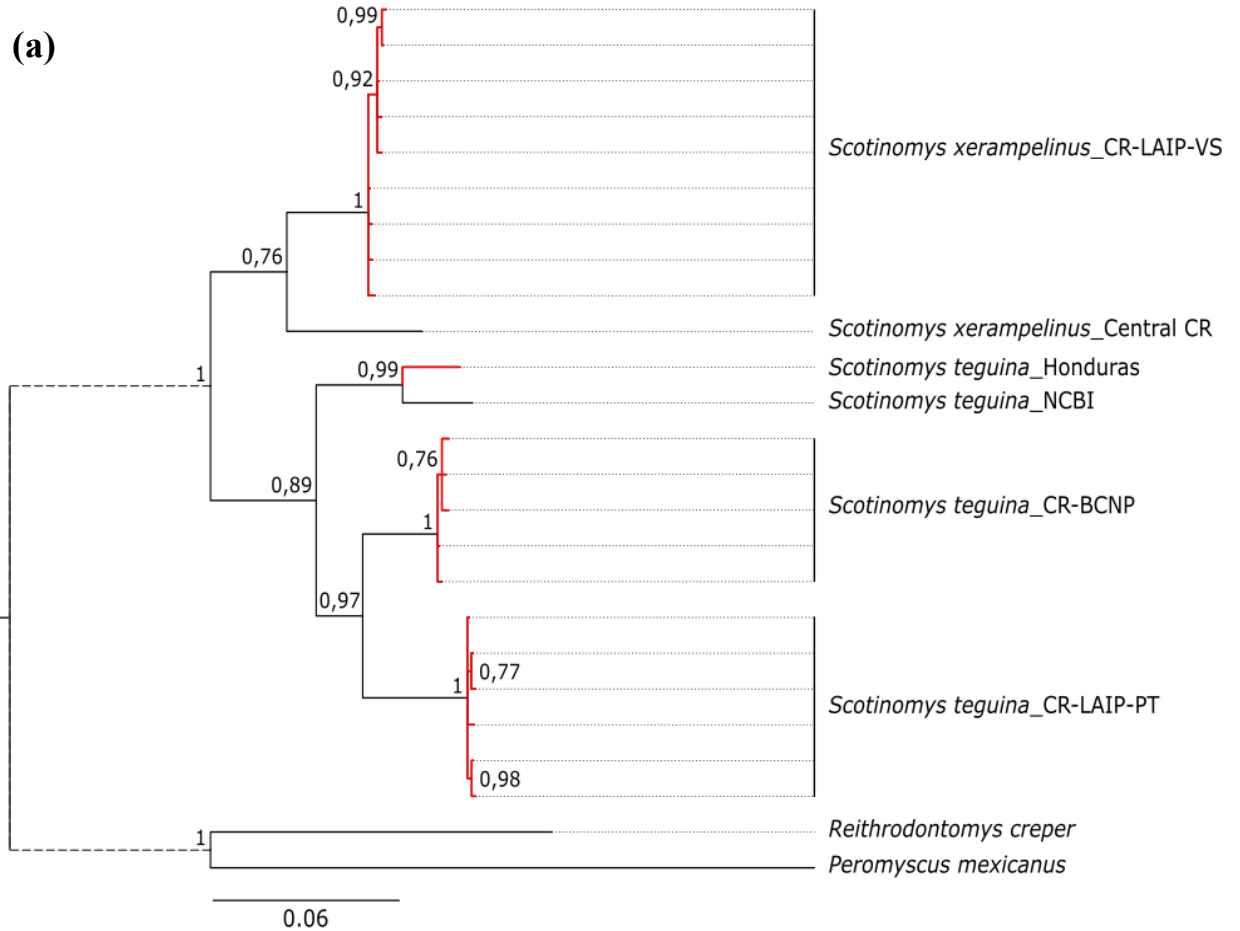 (a)
0,99
0,92
Scotinomys xerampelinus_CR-LAIP-VS
1
0,76
Scotinomys xerampelinus_Central CR
Scotinomys teguina_Honduras
0,99
1
Scotinomys teguina_NCBI
0,76
0,89
Scotinomys teguina_CR-BCNP
1
0,97
0,77
1
Scotinomys teguina_CR-LAIP-PT
0,98
Reithrodontomys creper
1
Peromyscus mexicanus
0.06